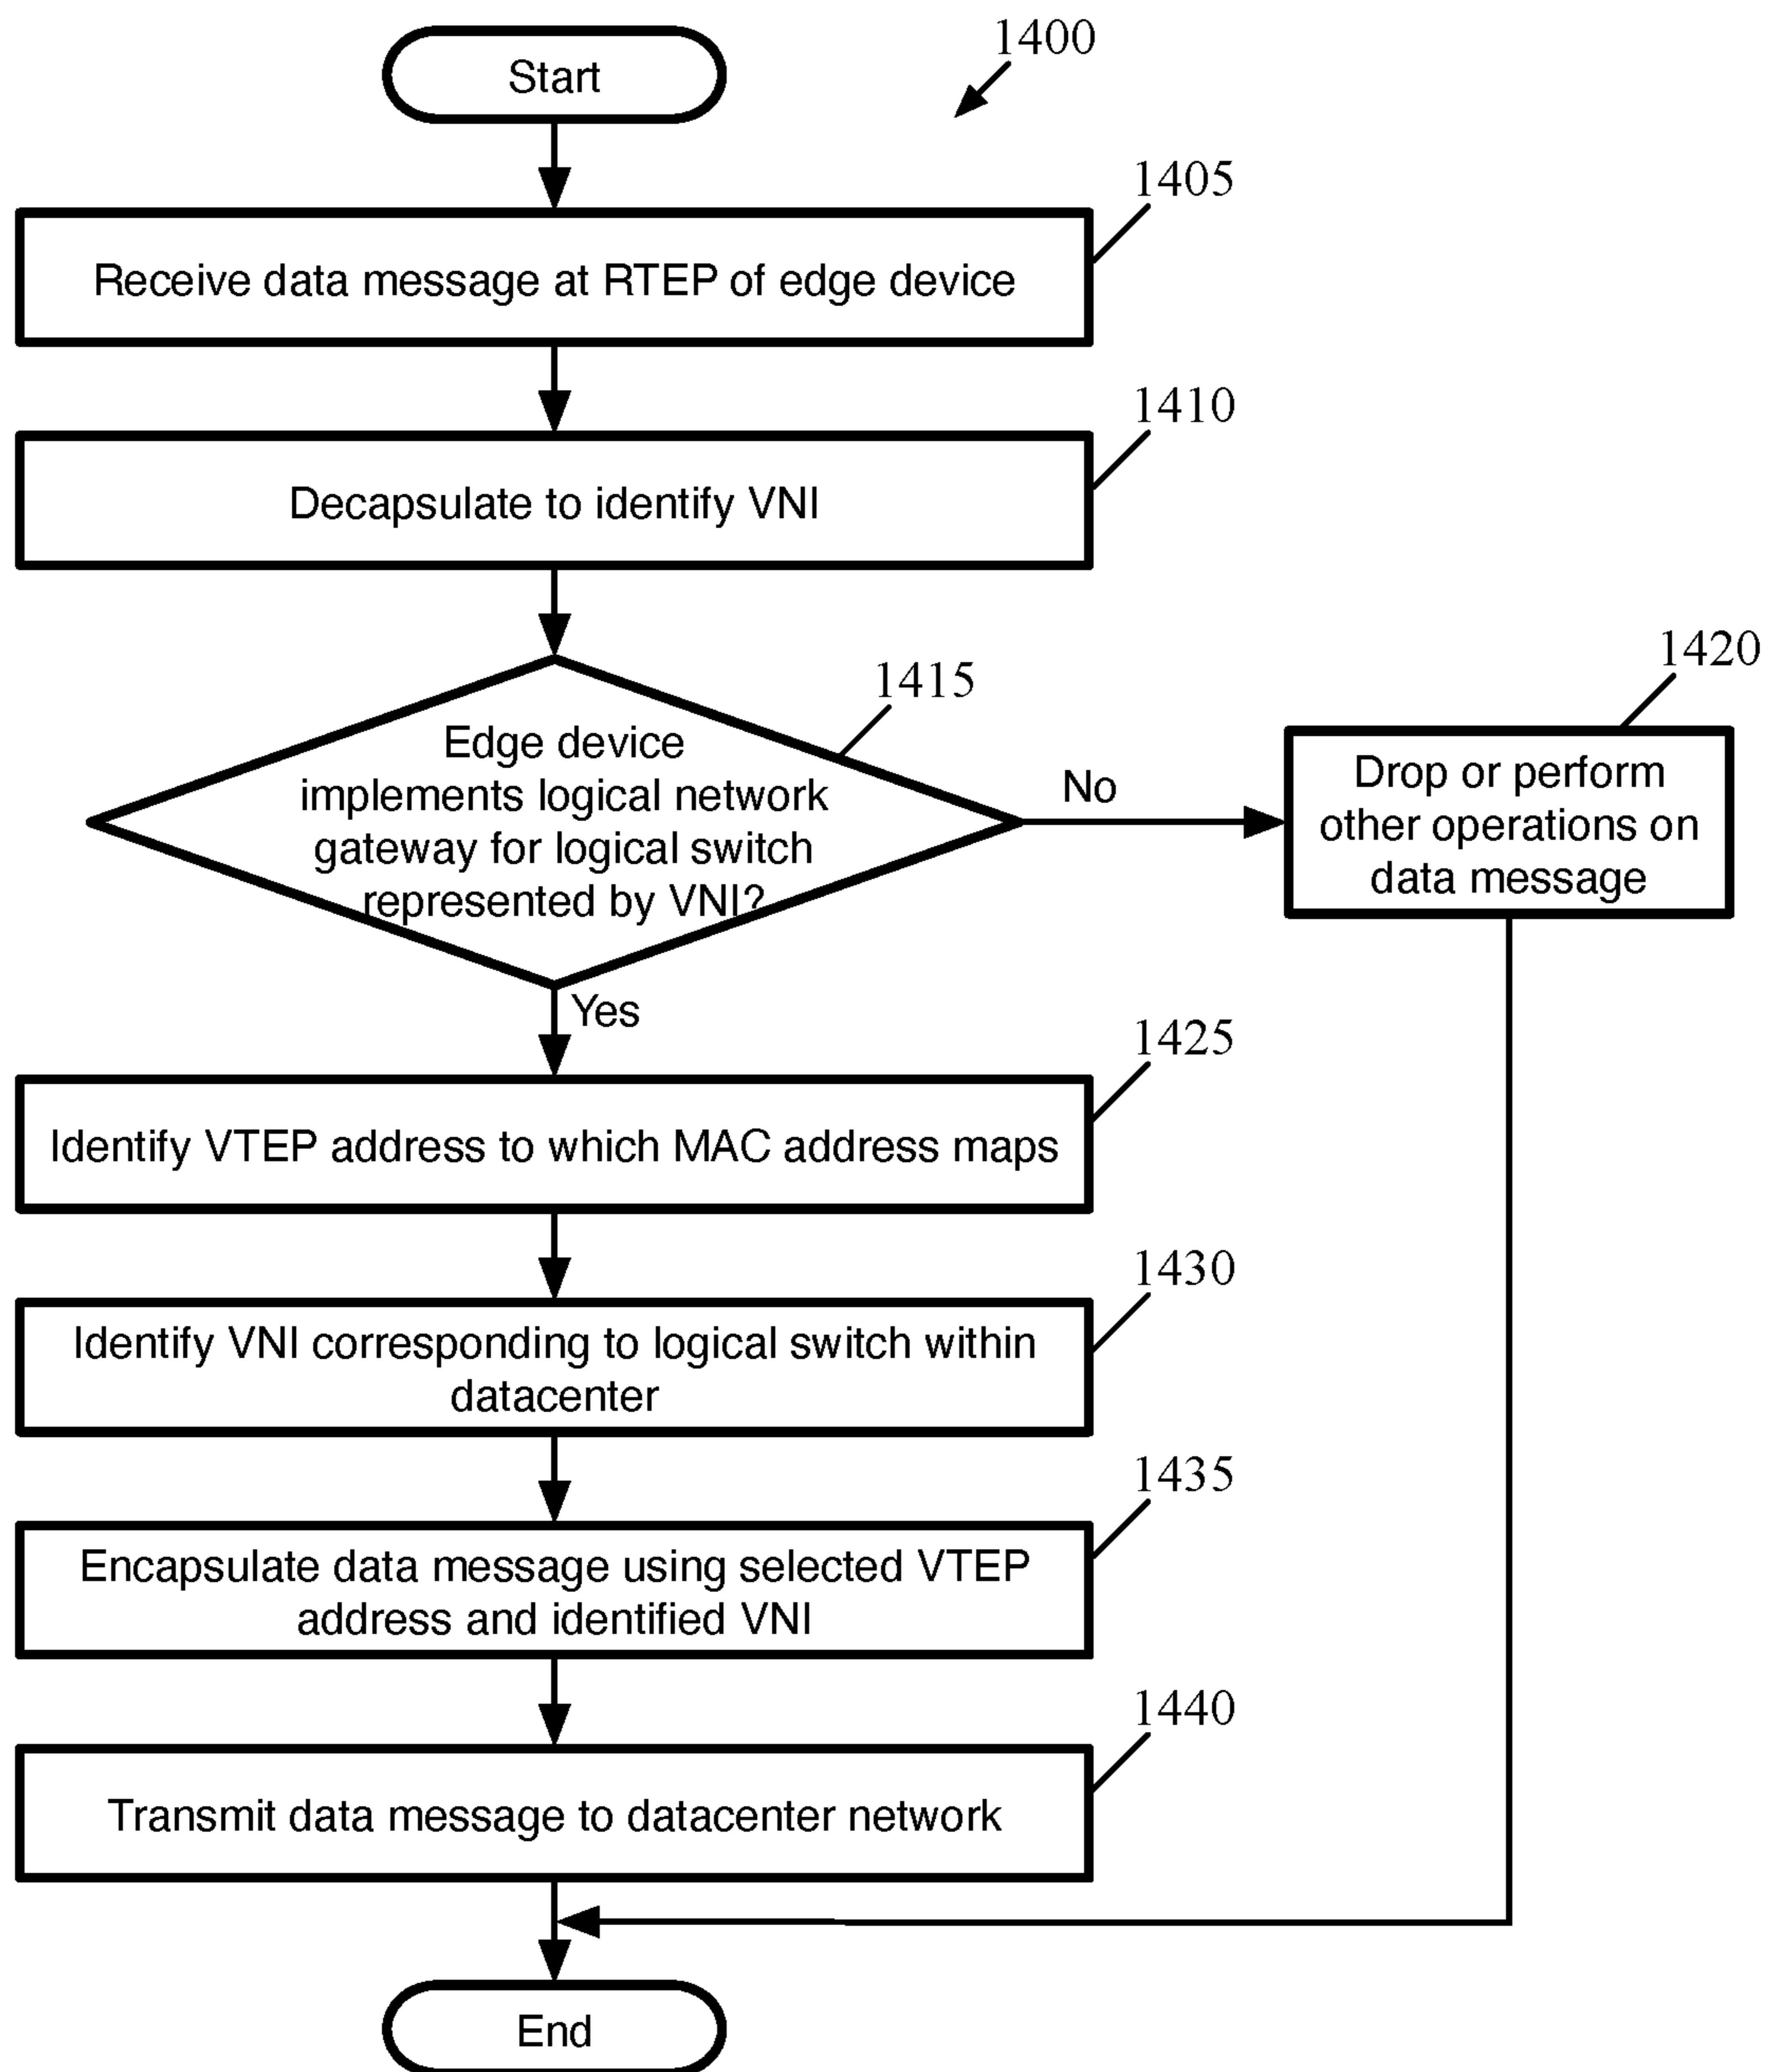 Start
1400
1405
Receive data message at RTEP of edge device
1410
Decapsulate to identify VNI
1415
Edge device
implements logical network
gateway for logical switch
represented by VNI?
No
1420
Drop or perform
other operations on
data message
Yes
1425
Identify VTEP address to which MAC address maps
1430
Identify VNI corresponding to logical switch within
datacenter
1435
Encapsulate data message using selected VTEP
address and identified VNI
1440
Transmit data message to datacenter network
End